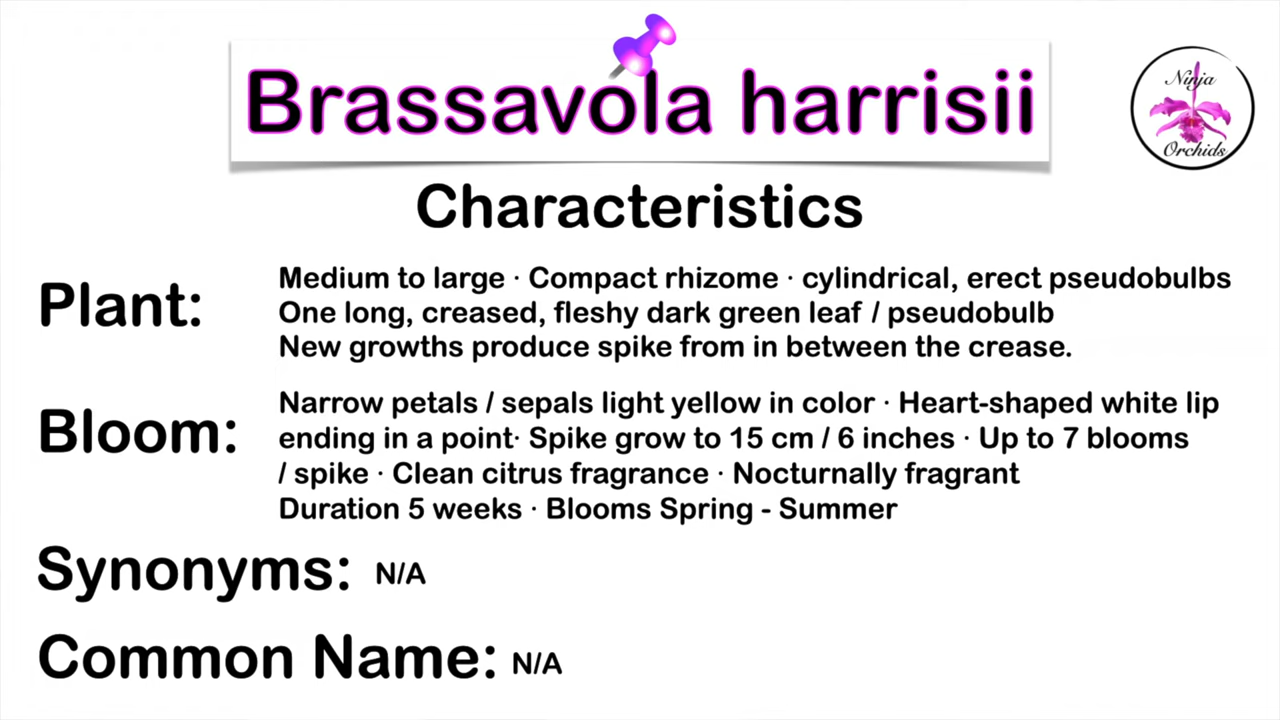 Brassavola harrisii
Ninja
Orchids
Characteristics
Plant:
Medium to large · Compact rhizome · cylindrical, erect pseudobulbs
One long, creased, fleshy dark green leaf / pseudobulb
New growths produce spike from in between the crease.
Bloom:
Narrow petals / sepals light yellow in color · Heart-shaped white lip
ending in a point· Spike grow to 15 cm / 6 inches · Up to 7 blooms
/ spike · Clean citrus fragrance · Nocturnally fragrant
Duration 5 weeks · Blooms Spring - Summer
Synonyms: N/A
Common Name: N/A